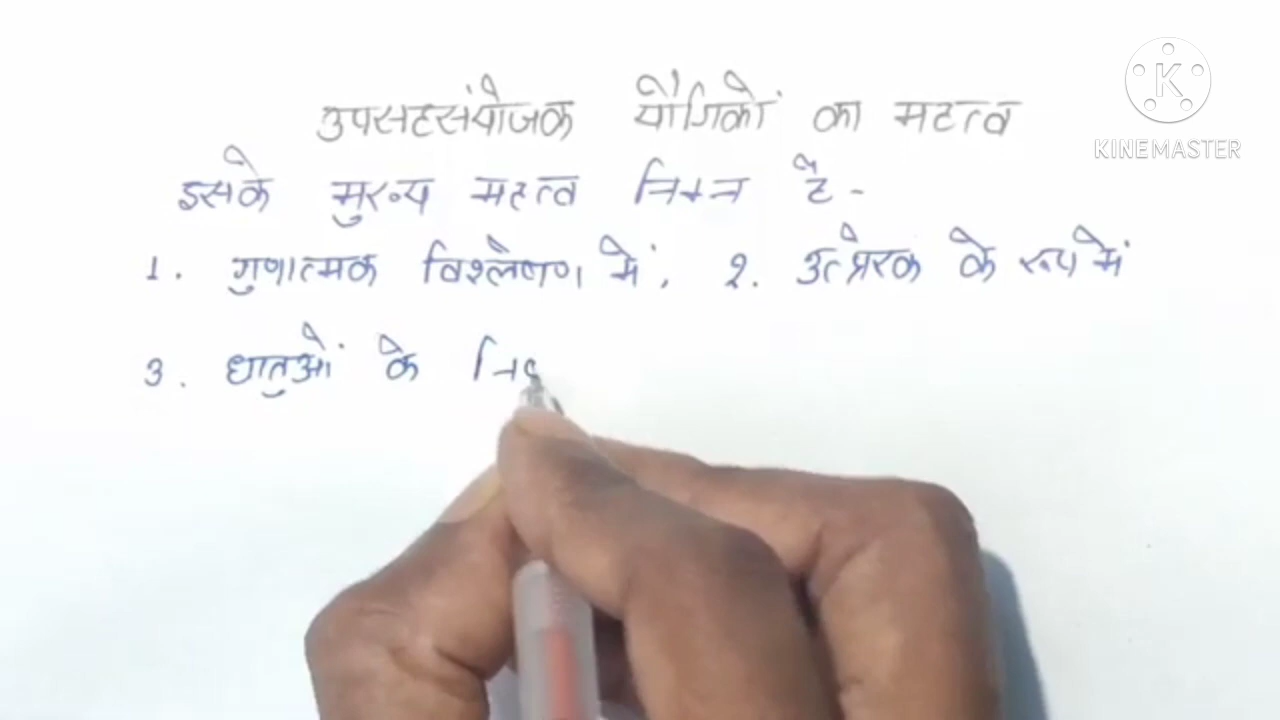 उपसहसंयोजक यौगिकों का महत्व
KINEMASTER
इसके मुख्य महत्व निम्न है -
1. गुणात्मक विश्लेषण में, 2. उत्प्रेरक के रूप में
3. धातुओं के